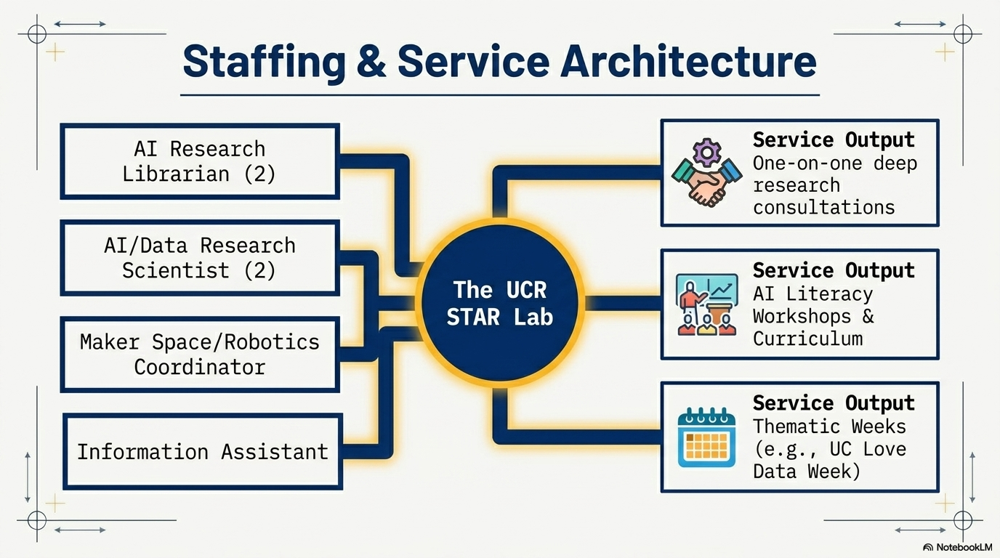 Staffing & Service Architecture
AI Research
Librarian (2)
AI/Data Research
Scientist (2)
Maker Space/Robotics
Coordinator
Information Assistant
The UCR
STAR Lab
Service Output
One-on-one deep
research
consultations
Service Output
AI Literacy
Workshops &
Curriculum
Service Output
Thematic Weeks
(e.g., UC Love
Data Week)
NotebookLM